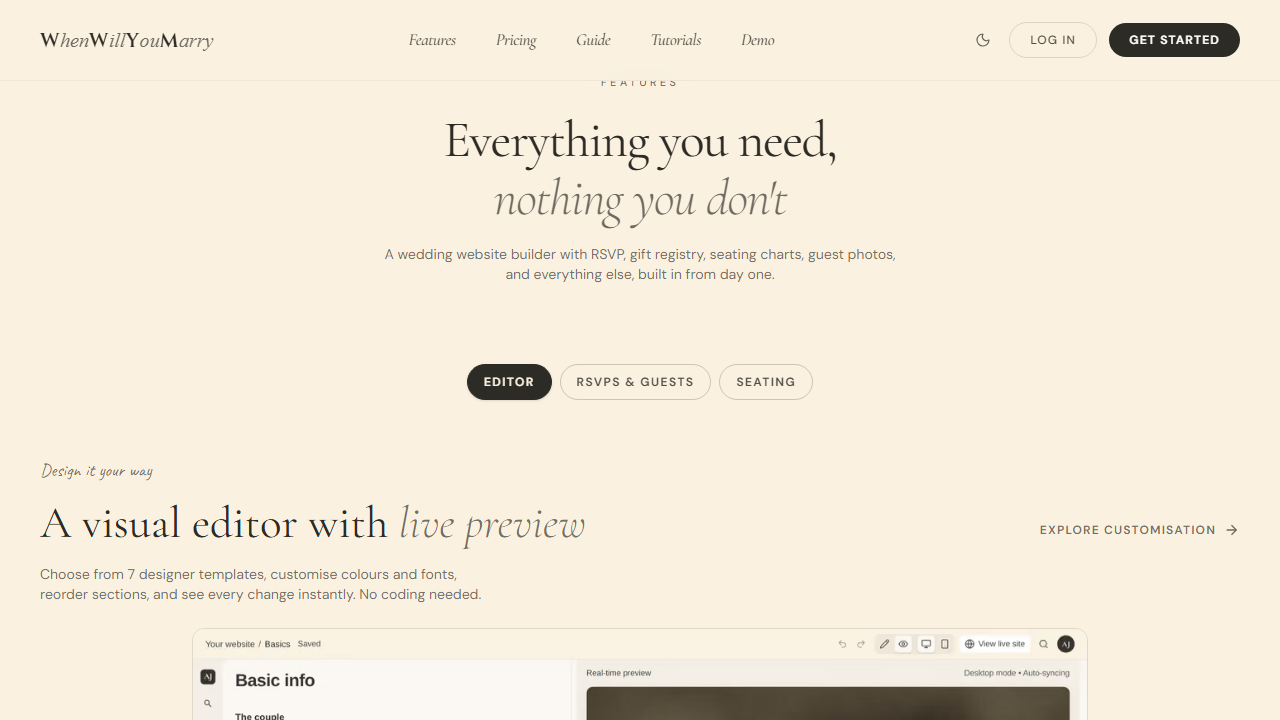 WhenWillYouMarry
Features
Pricing
Guide
Tutorials
Demo
LOG IN
GET STARTED
FEATURES
Everything you need,
nothing you don't
A wedding website builder with RSVP, gift registry, seating charts, guest photos,
and everything else, built in from day one.
EDITOR
RSVPS & GUESTS
SEATING
Design it your way
A visual editor with live preview
EXPLORE CUSTOMISATION
Choose from 7 designer templates, customise colours and fonts,
reorder sections, and see every change instantly. No coding needed.
Your website / Basics Saved
View live site
AJ
AJ
Basic info
Real-time preview
Desktop mode • Auto-syncing
The couple